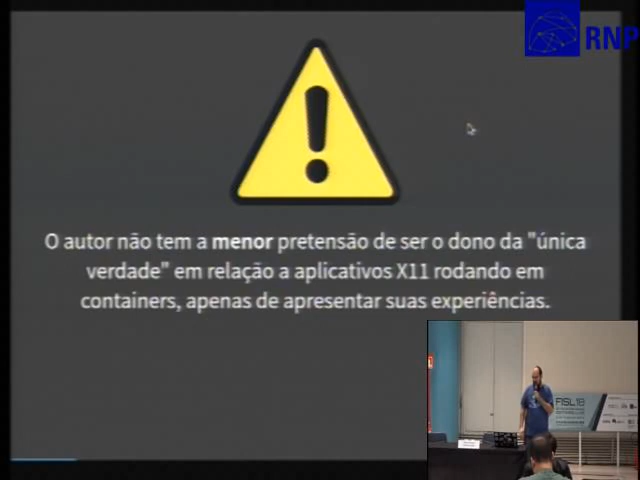 RNP
O autor não tem a menor pretensão de ser o dono da "única
verdade" em relação a aplicativos X11 rodando em
containers, apenas de apresentar suas experiências.
FISL18